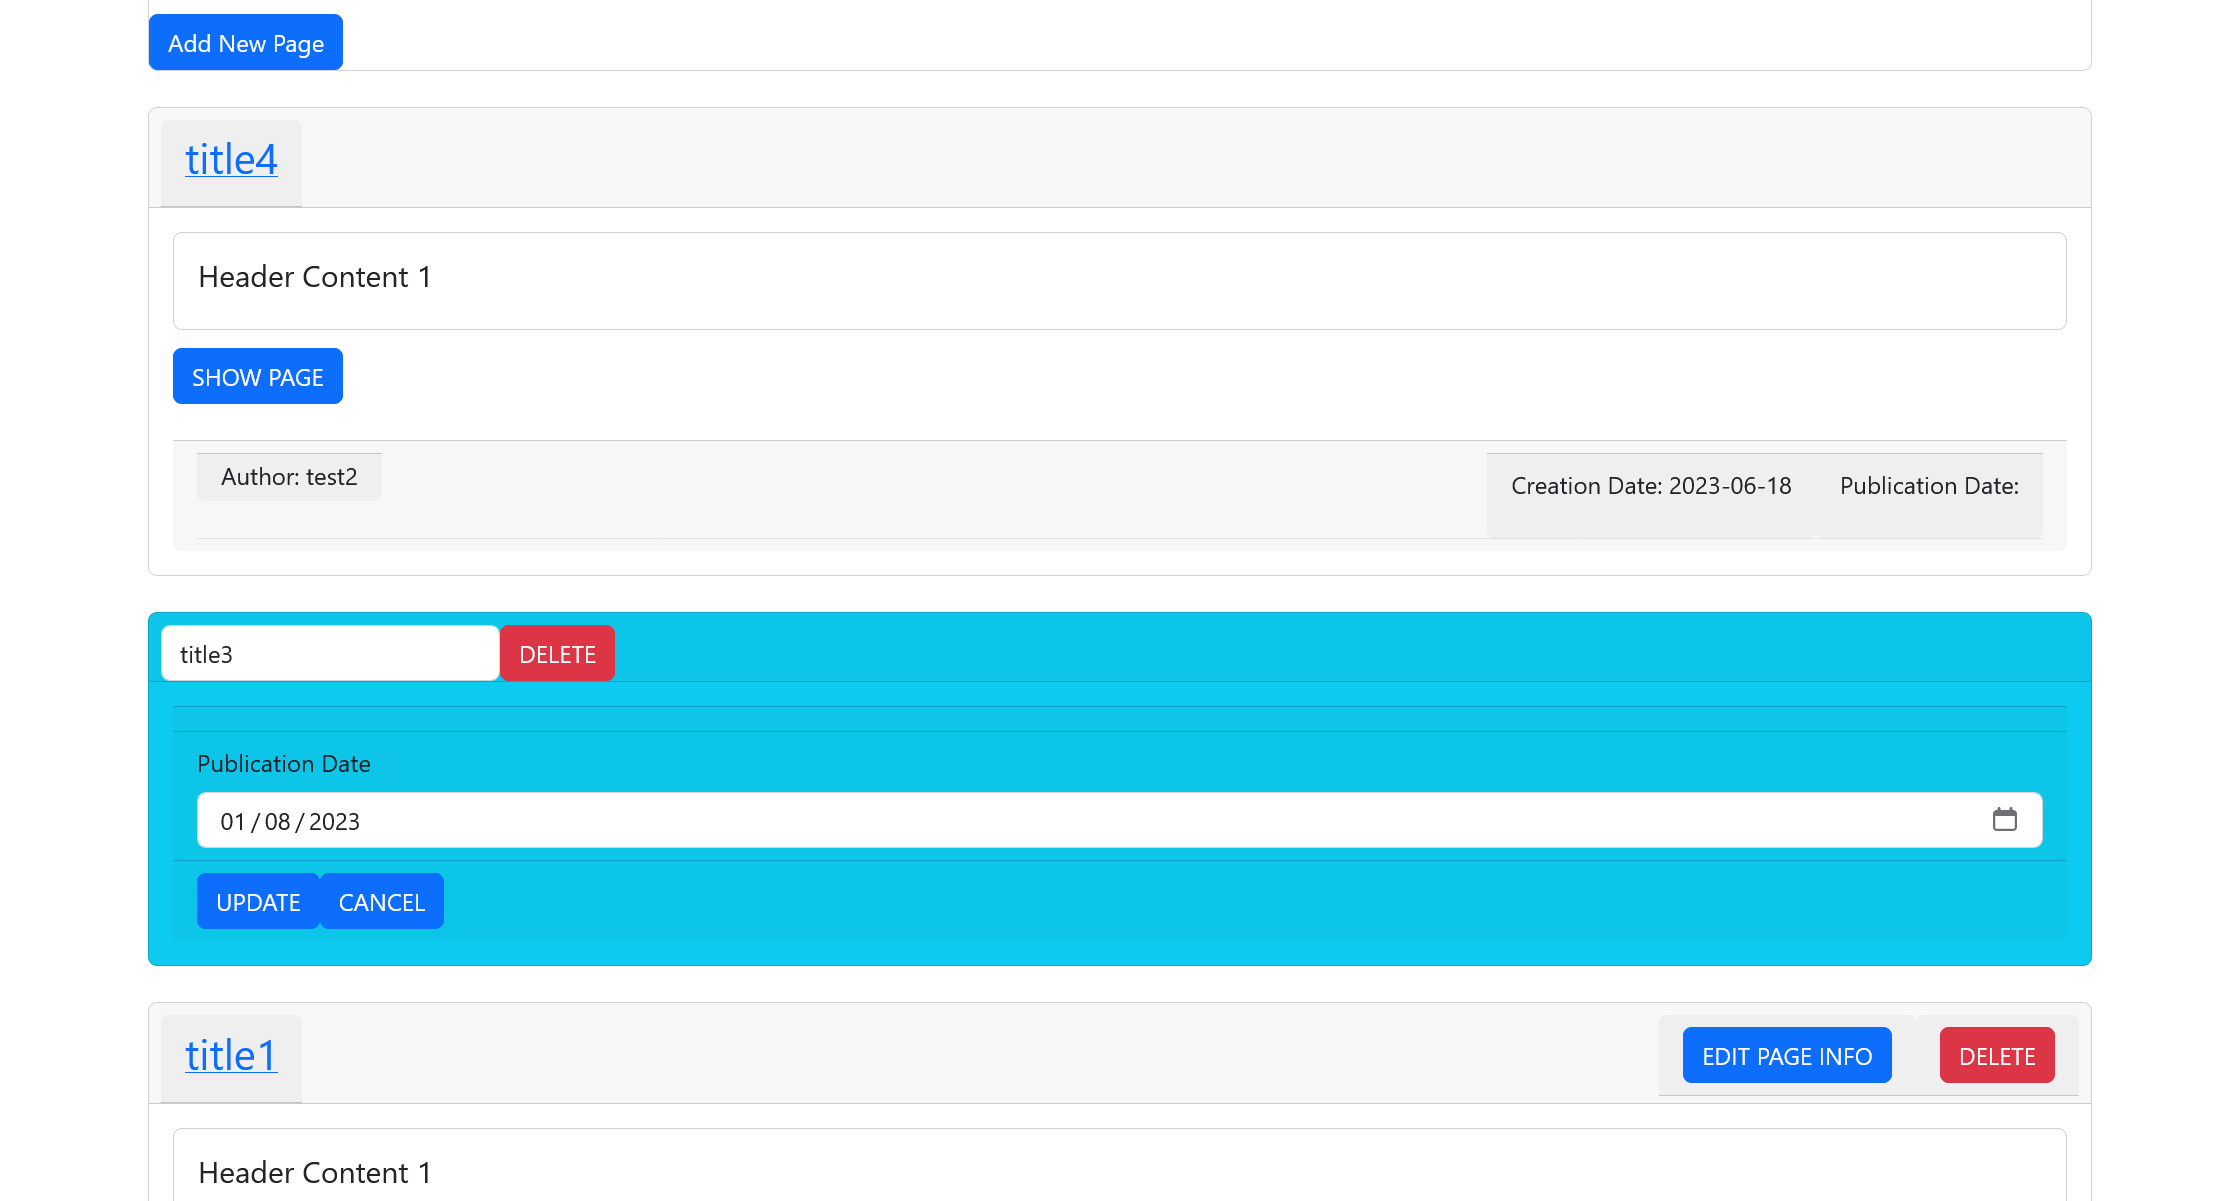 Add New Page
title4
Header Content 1
SHOW PAGE
Author: test2
Creation Date: 2023-06-18 Publication Date:
title3 DELETE
Publication Date
01/08/2023
UPDATE CANCEL
title1 EDIT PAGE INFO DELETE
Header Content 1